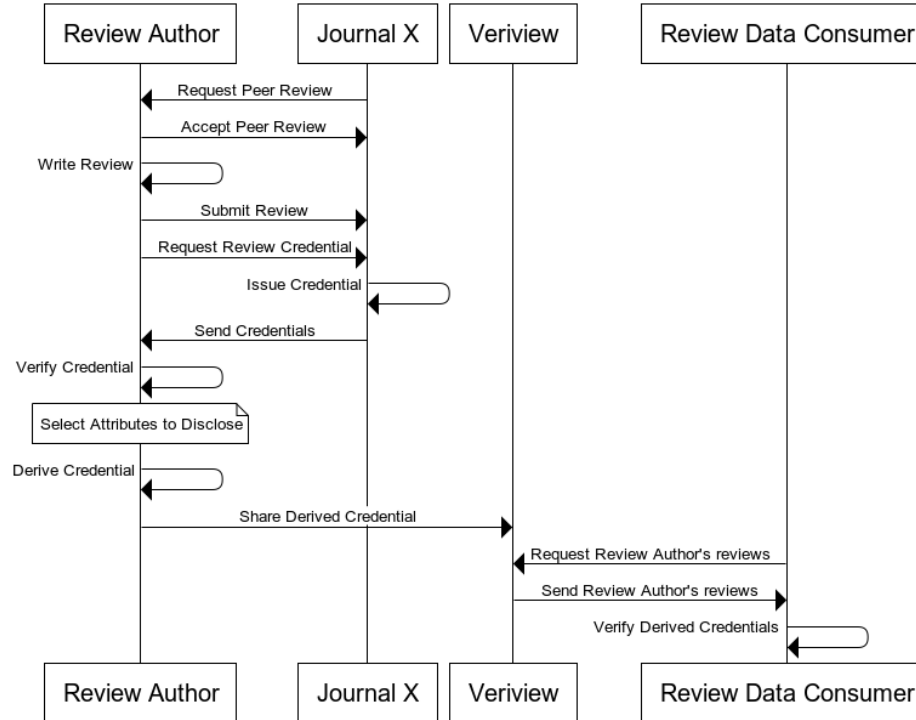 Review Author
Journal X
Veriview
Review Data Consumer
Request Peer Review
Accept Peer Review
Write Review
Submit Review
Request Review Credential
Issue Credential
Send Credentials
Verify Credential
Select Attributes to Disclose
Derive Credential
Share Derived Credential
Request Review Author's reviews
Send Review Author's reviews
Verify Derived Credentials
Review Author
Journal X
Veriview
Review Data Consumer